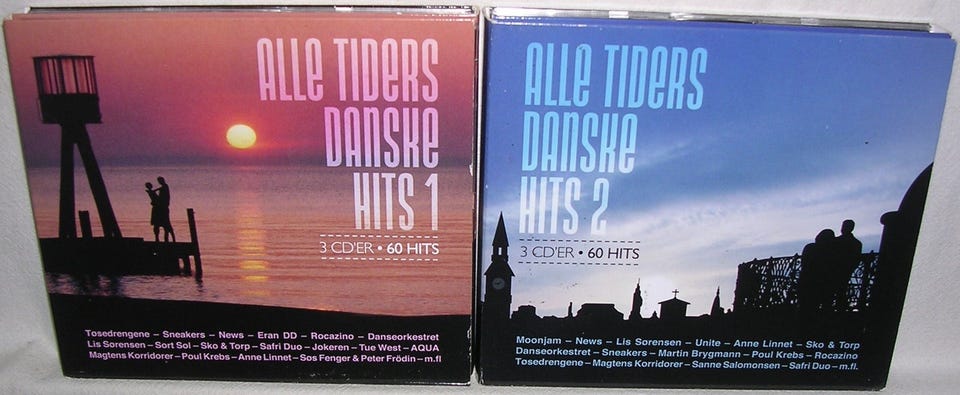 ALLE TIDERS
DANSKE
HITS 1
3 CD'ER • 60 HITS
Tøsedrengene – Sneakers – News – Eran DD – Rocazino – Danseorkestret
Lis Sørensen – Sort Sol – Sko & Torp – Safri Duo – Jokeren – Tue West – AQUA
Magtens Korridorer – Poul Krebs – Anne Linnet – Sos Fenger & Peter Frödin – m.fl
ALLE TIDERS
DANSKE
HITS 2
3 CD'ER • 60 HITS
Moonjam – News – Lis Sørensen – Unite – Anne Linnet – Sko & Torp
Danseorkestret – Sneakers – Martin Brygmann – Poul Krebs – Rocazino
Tøsedrengene – Magtens Korridorer – Sanne Salomonsen – Safri Duo – m.fl.